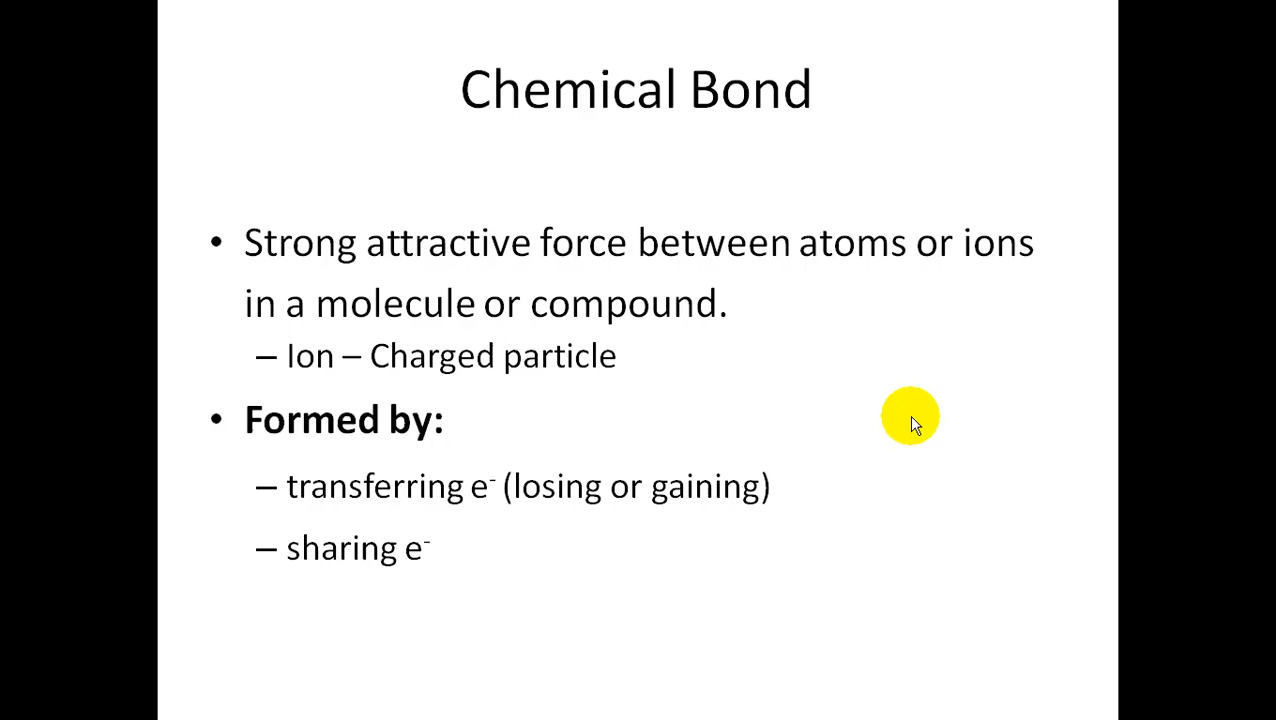 Chemical Bond
• Strong attractive force between atoms or ions
in a molecule or compound.
– Ion – Charged particle
• Formed by:
– transferring e⁻ (losing or gaining)
– sharing e⁻